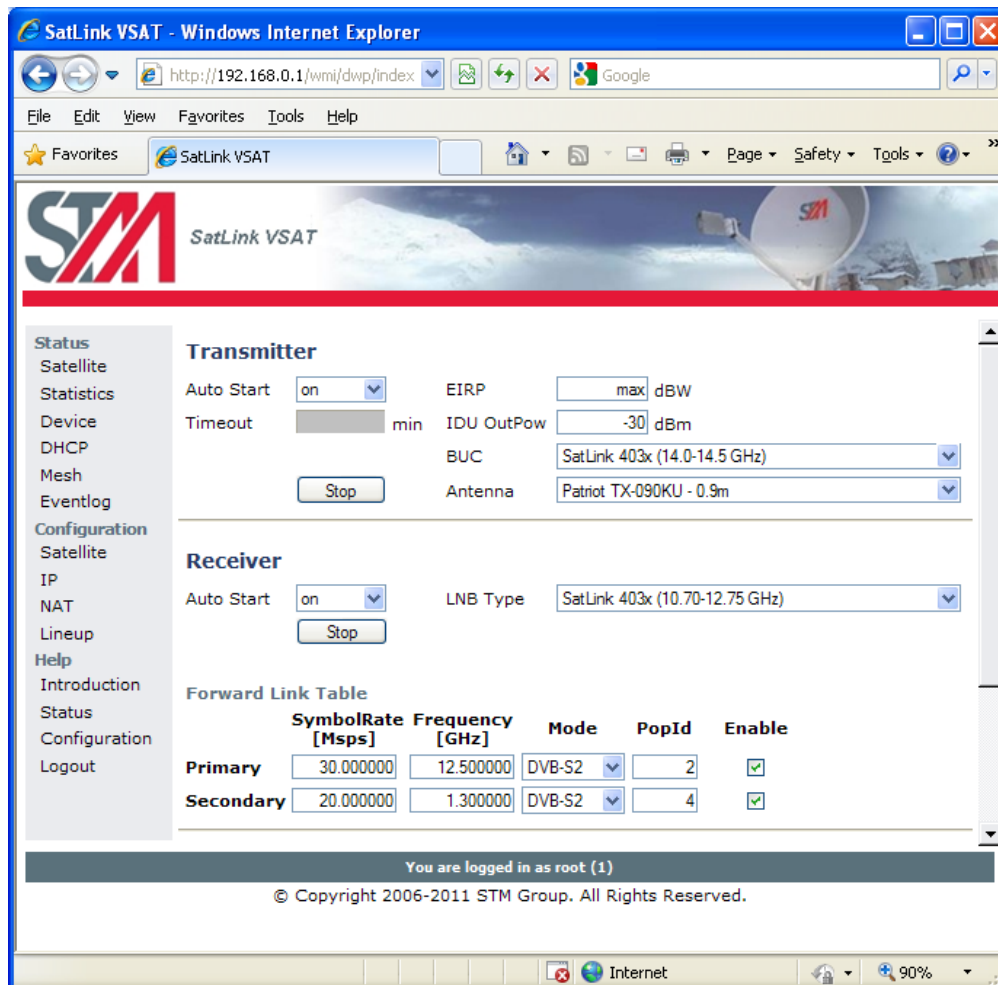 SatLink VSAT - Windows Internet Explorer
http://192.168.0.1/wmi/dwp/index
Google
File Edit View Favorites Tools Help
Favorites
SatLink VSAT
Page Safety Tools
STM
SatLink VSAT
STM
Status
Satellite
Statistics
Device
DHCP
Mesh
Eventlog
Configuration
Satellite
IP
NAT
Lineup
Help
Introduction
Status
Configuration
Logout
Transmitter
Auto Start on EIRP max dBW
Timeout min IDU OutPow -30 dBm
BUC SatLink 403x (14.0-14.5 GHz)
Stop Antenna Patriot TX-090KU - 0.9m
Receiver
Auto Start on LNB Type SatLink 403x (10.70-12.75 GHz)
Stop
Forward Link Table
SymbolRate [Msps] Frequency [GHz] Mode PopId Enable
Primary 30.000000 12.500000 DVB-S2 2
Secondary 20.000000 1.300000 DVB-S2 4
You are logged in as root (1)
© Copyright 2006-2011 STM Group. All Rights Reserved.
Internet 90%